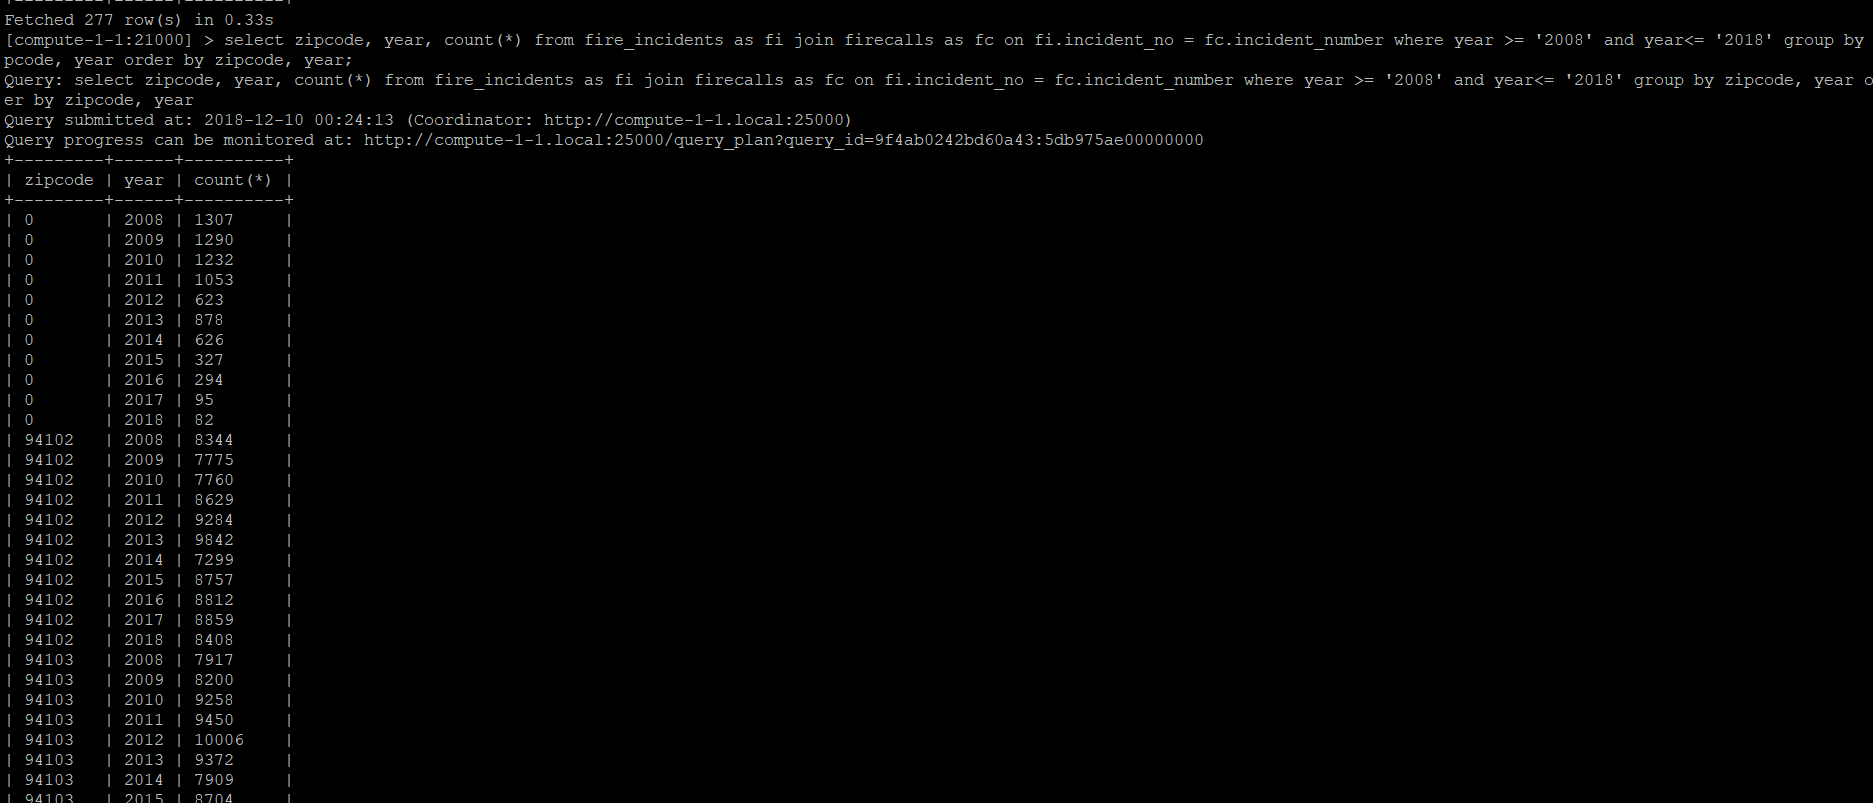 Fetched 277 row(s) in 0.33s
[compute-1-1:21000] > select zipcode, year, count(*) from fire_incidents as fi join firecalls as fc on fi.incident_no = fc.incident_number where year >= '2008' and year<= '2018' group by
pcode, year order by zipcode, year;
Query: select zipcode, year, count(*) from fire_incidents as fi join firecalls as fc on fi.incident_no = fc.incident_number where year >= '2008' and year<= '2018' group by zipcode, year o
er by zipcode, year
Query submitted at: 2018-12-10 00:24:13 (Coordinator: http://compute-1-1.local:25000)
Query progress can be monitored at: http://compute-1-1.local:25000/query_plan?query_id=9f4ab0242bd60a43:5db975ae00000000
+---------+------+----------+
| zipcode | year | count(*) |
+---------+------+----------+
| 0       | 2008 | 1307     |
| 0       | 2009 | 1290     |
| 0       | 2010 | 1232     |
| 0       | 2011 | 1053     |
| 0       | 2012 | 623      |
| 0       | 2013 | 878      |
| 0       | 2014 | 626      |
| 0       | 2015 | 327      |
| 0       | 2016 | 294      |
| 0       | 2017 | 95       |
| 0       | 2018 | 82       |
| 94102   | 2008 | 8344     |
| 94102   | 2009 | 7775     |
| 94102   | 2010 | 7760     |
| 94102   | 2011 | 8629     |
| 94102   | 2012 | 9284     |
| 94102   | 2013 | 9842     |
| 94102   | 2014 | 7299     |
| 94102   | 2015 | 8757     |
| 94102   | 2016 | 8812     |
| 94102   | 2017 | 8859     |
| 94102   | 2018 | 8408     |
| 94103   | 2008 | 7917     |
| 94103   | 2009 | 8200     |
| 94103   | 2010 | 9258     |
| 94103   | 2011 | 9450     |
| 94103   | 2012 | 10006    |
| 94103   | 2013 | 9372     |
| 94103   | 2014 | 7909     |
| 94103   | 2015 | 8704     |